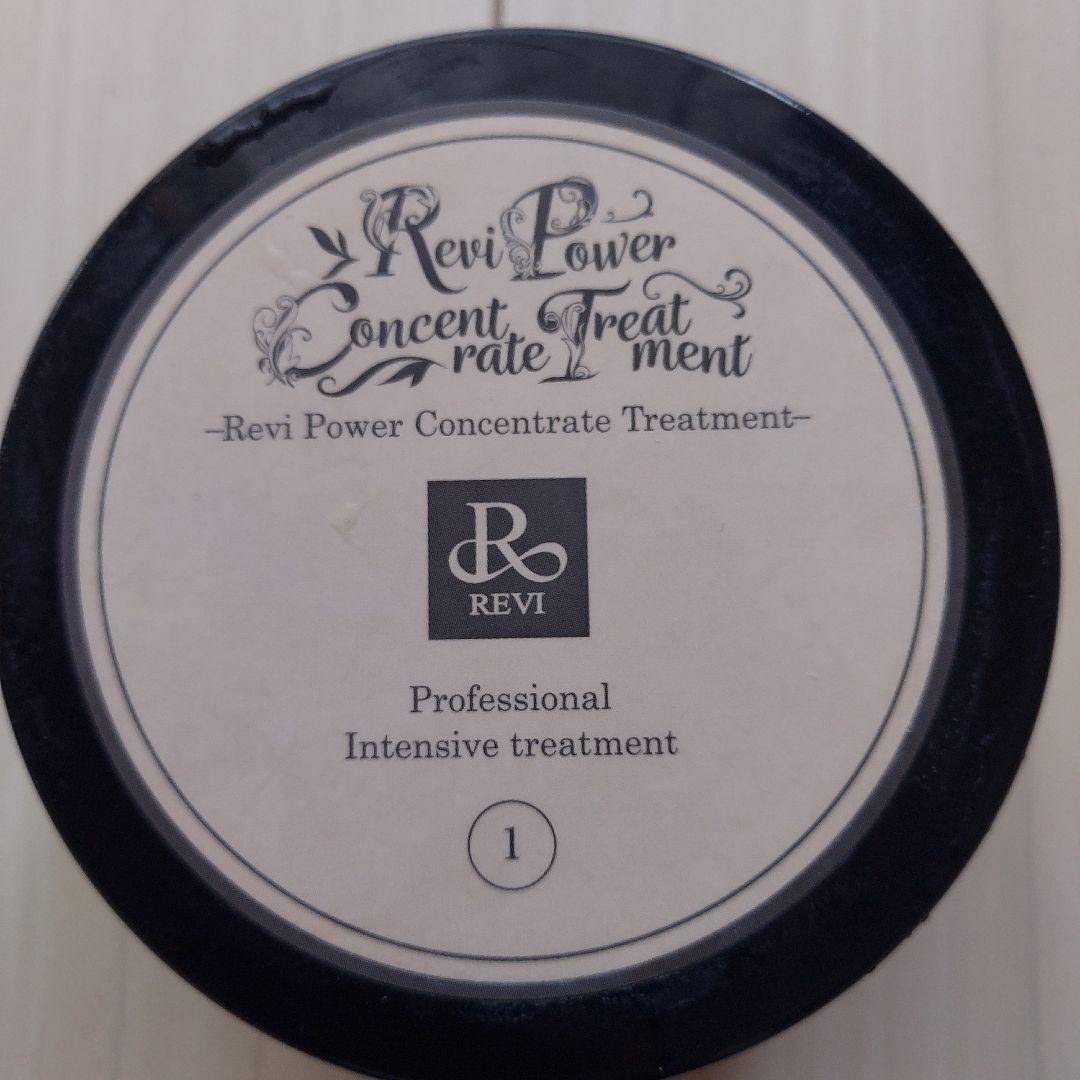 Revi Power
Concent Treat
rate ment
–Revi Power Concentrate Treatment–
R
REVI
Professional
Intensive treatment
1